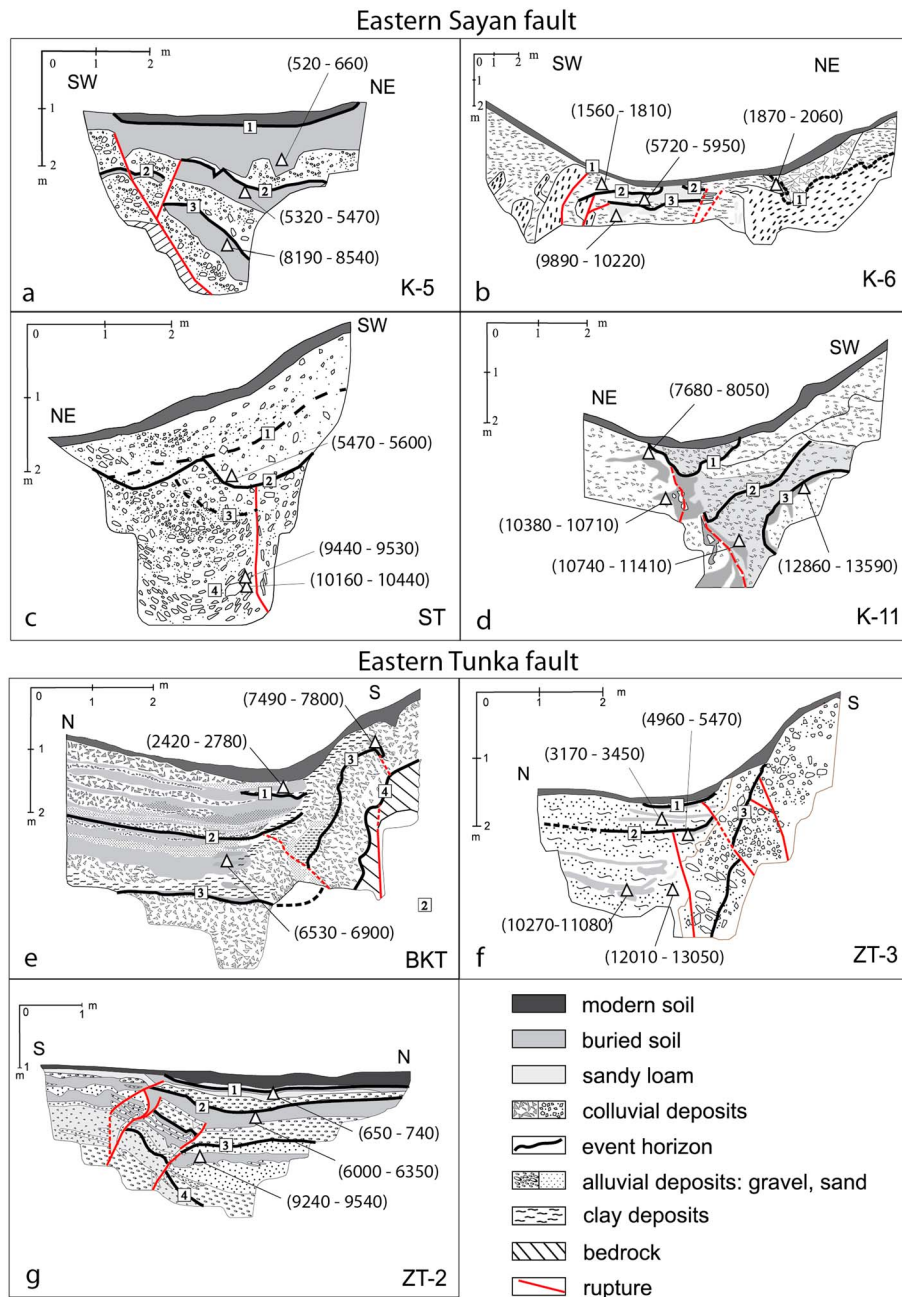 Eastern Sayan fault
0 1 2 m
SW
NE
1
2
m
(520 - 660)
1
2
2
3
(5320 - 5470)
(8190 - 8540)
a
K-5
0 1 2 m
SW
NE
1
2
m
(1560 - 1810)
(1870 - 2060)
(5720 - 5950)
1
2
2
3
1
(9890 - 10220)
b
K-6
0 1 2 m
SW
NE
1
2
m
1
(5470 - 5600)
2
3
(9440 - 9530)
4
(10160 - 10440)
c
ST
0 1 2 m
SW
NE
1
2
m
(7680 - 8050)
1
2
3
(10380 - 10710)
(10740 - 11410)
(12860 - 13590)
d
K-11
Eastern Tunka fault
0 1 2 m
N
S
1
2
m
(7490 - 7800)
(2420 - 2780)
3
1
4
2
3
2
(6530 - 6900)
e
BKT
0 1 2 m
N
S
1
2
m
(4960 - 5470)
(3170 - 3450)
1
3
2
(10270-11080)
(12010 - 13050)
f
ZT-3
0 1 m
S
N
1
m
1
2
3
4
(650 - 740)
(6000 - 6350)
(9240 - 9540)
g
ZT-2
modern soil
buried soil
sandy loam
colluvial deposits
event horizon
alluvial deposits: gravel, sand
clay deposits
bedrock
rupture